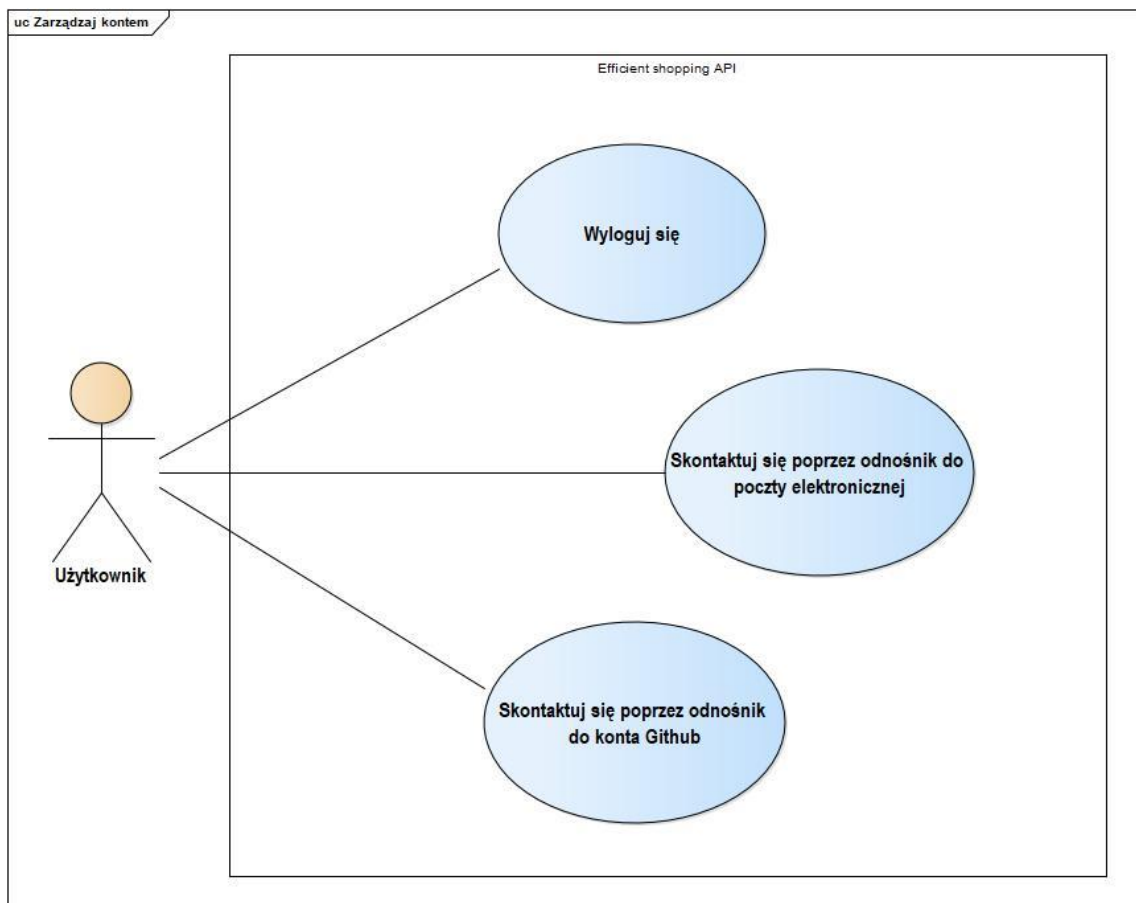 uc Zarządzaj kontem
Efficient shopping API
Wyloguj się
Skontaktuj się poprzez odnośnik do
poczty elektronicznej
Użytkownik
Skontaktuj się poprzez odnośnik
do konta Github